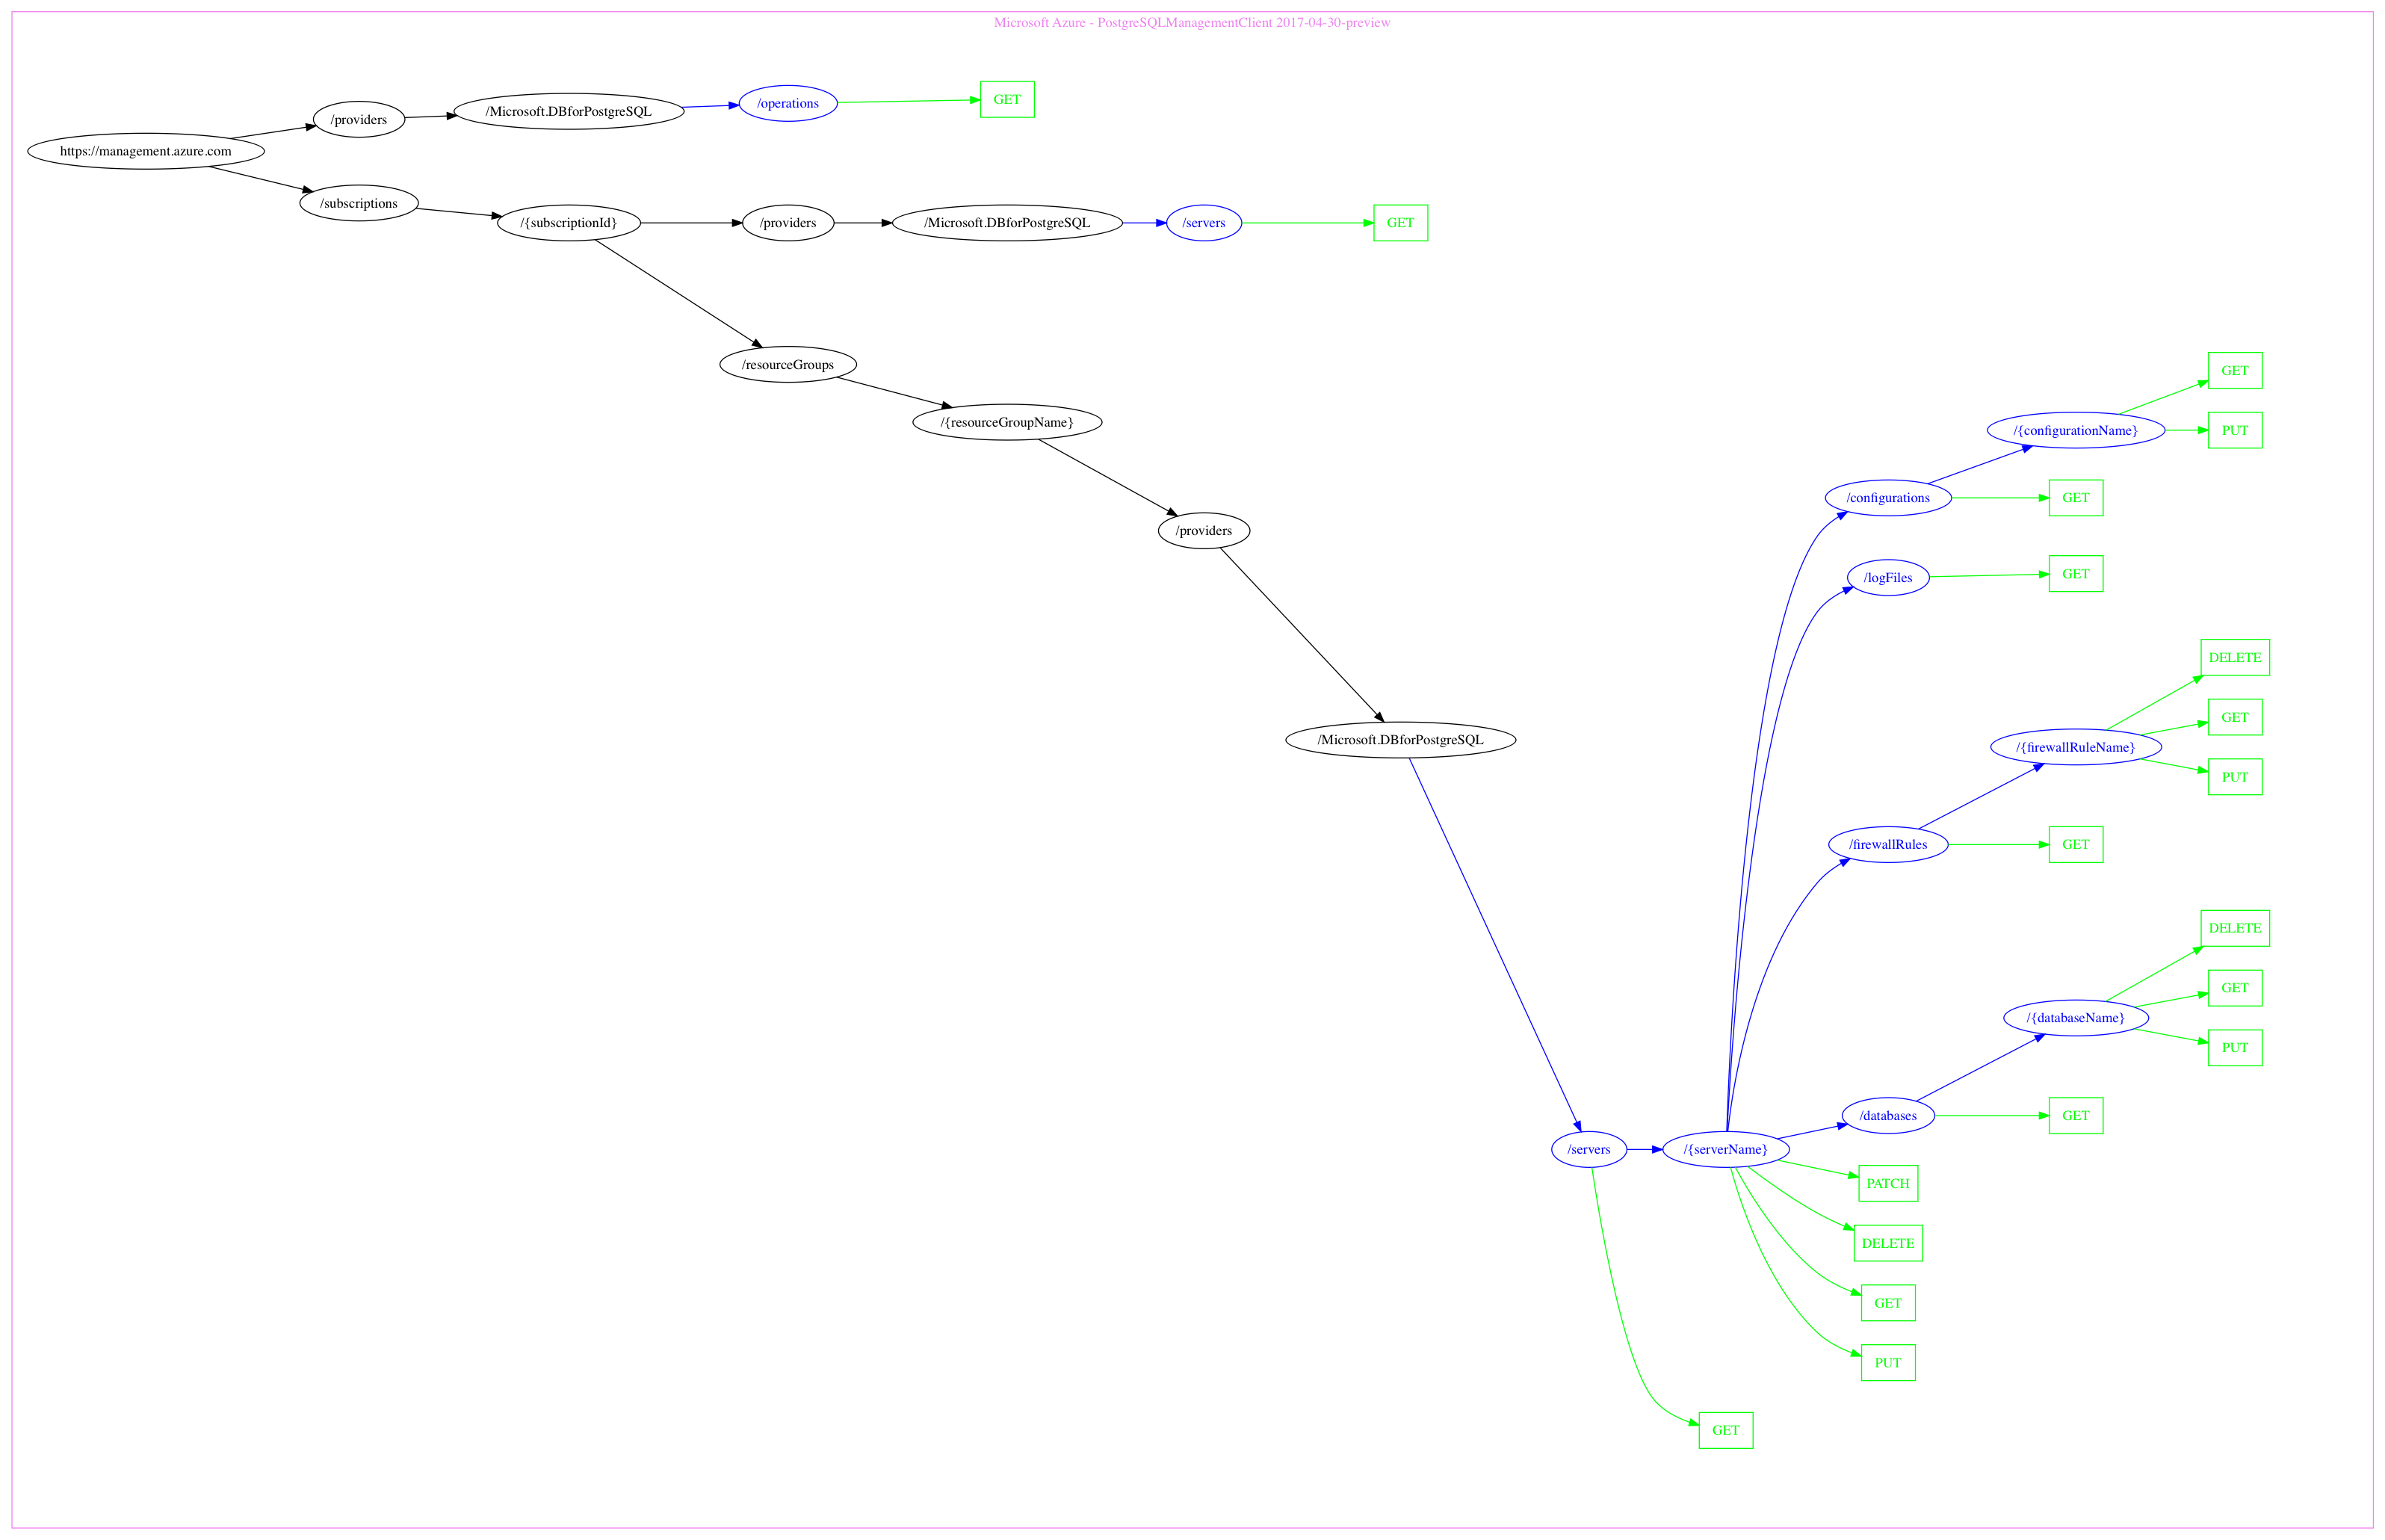 Microsoft Azure - PostgreSQLManagementClient 2017-04-30-preview
https://management.azure.com
/providers
/Microsoft.DBforPostgreSQL
/operations
GET
/subscriptions
/{subscriptionId}
/providers
/Microsoft.DBforPostgreSQL
/servers
GET
/resourceGroups
/{resourceGroupName}
/providers
/Microsoft.DBforPostgreSQL
/servers
/{serverName}
/configurations
/{configurationName}
GET
PUT
GET
/logFiles
GET
/firewallRules
/{firewallRuleName}
DELETE
GET
PUT
GET
/databases
/{databaseName}
DELETE
GET
PUT
GET
PATCH
DELETE
GET
PUT
GET